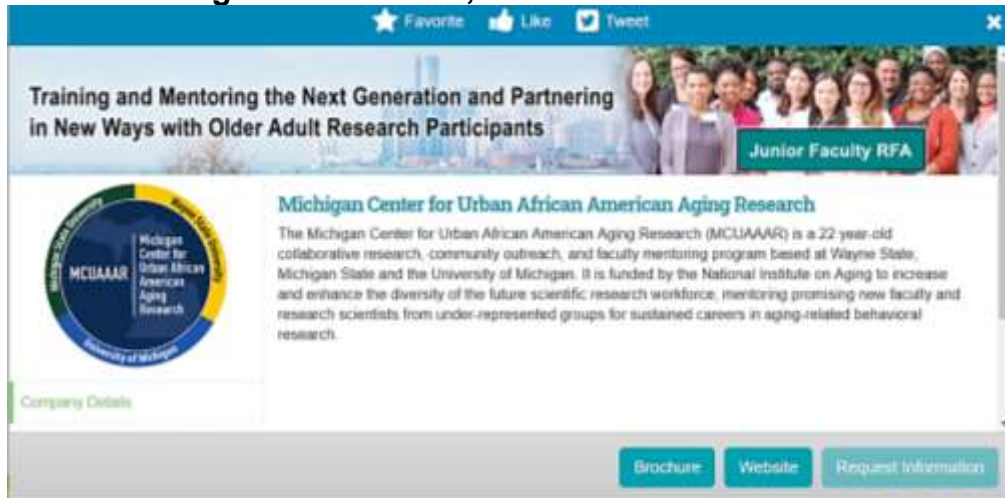 Favorite Like Tweet
Training and Mentoring the Next Generation and Partnering
in New Ways with Older Adult Research Participants
Junior Faculty RFA
Michigan State University
Wayne State University
University of Michigan
MCUAAAR
Michigan
Center for
Urban African
American
Aging
Research
Michigan Center for Urban African American Aging Research
The Michigan Center for Urban African American Aging Research (MCUAAAR) is a 22 year-old
collaborative research, community outreach, and faculty mentoring program based at Wayne State,
Michigan State and the University of Michigan. It is funded by the National Institute on Aging to increase
and enhance the diversity of the future scientific research workforce, mentoring promising new faculty and
research scientists from under-represented groups for sustained careers in aging-related behavioral
research.
Company Details
Brochure Website Request Information